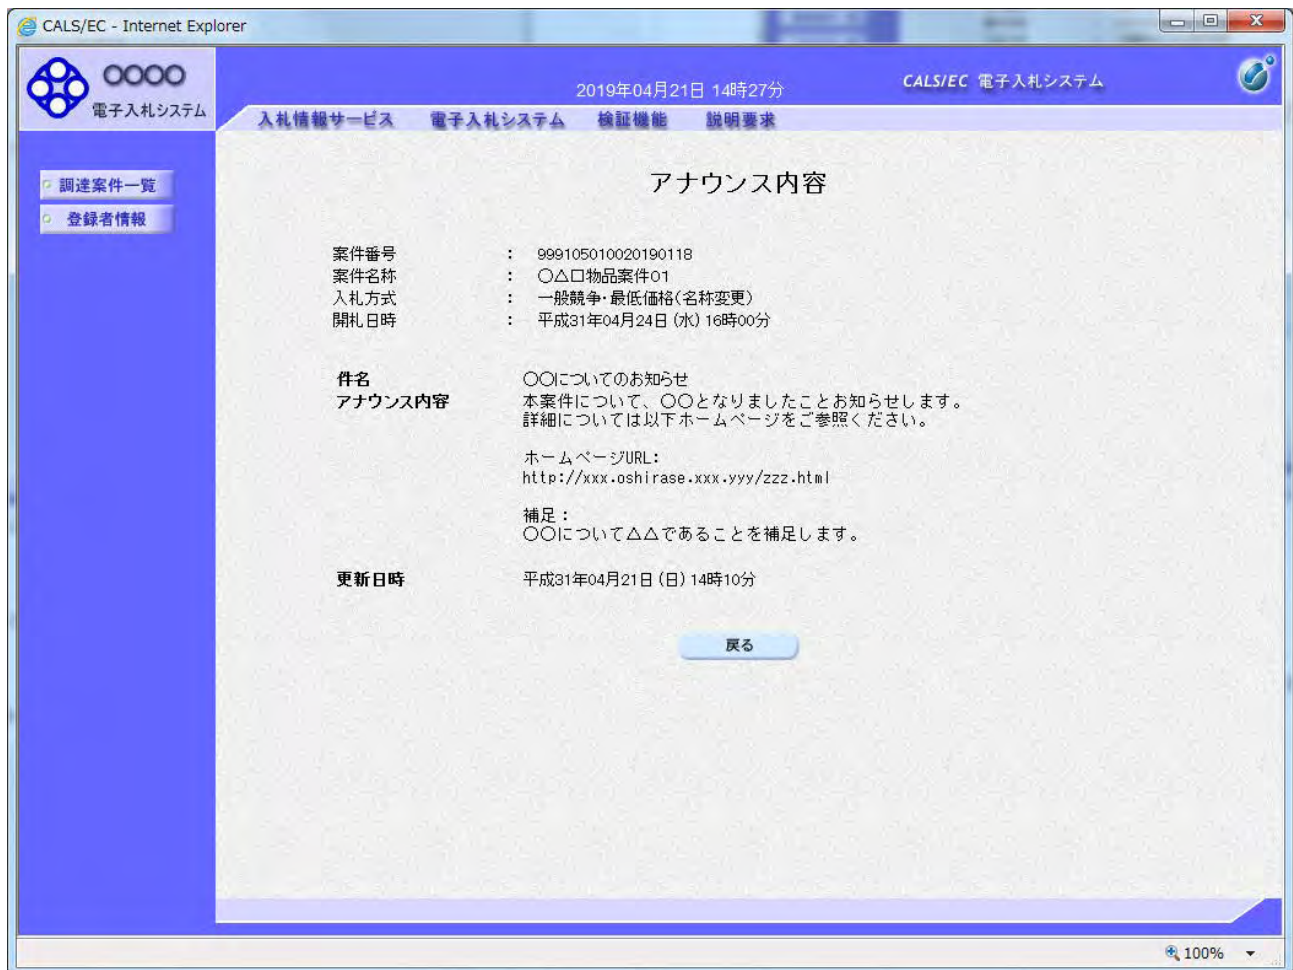 CALS/EC - Internet Explorer
〇〇〇〇
電子入札システム
2019年04月21日 14時27分
CALS/EC 電子入札システム
入札情報サービス 電子入札システム 検証機能 説明要求
調達案件一覧
登録者情報
アナウンス内容
案件番号 : 999105010020190118
案件名称 : 〇△口物品案件01
入札方式 : 一般競争・最低価格(名称変更)
開札日時 : 平成31年04月24日 (水) 16時00分
件名 〇〇についてのお知らせ
アナウンス内容 本案件について、〇〇となりましたことお知らせします。
詳細については以下ホームページをご参照ください。
ホームページURL:
http://xxx.oshirase.xxx.yyy/zzz.html
補足:
〇〇について△△であることを補足します。
更新日時 平成31年04月21日 (日) 14時10分
戻る
100%